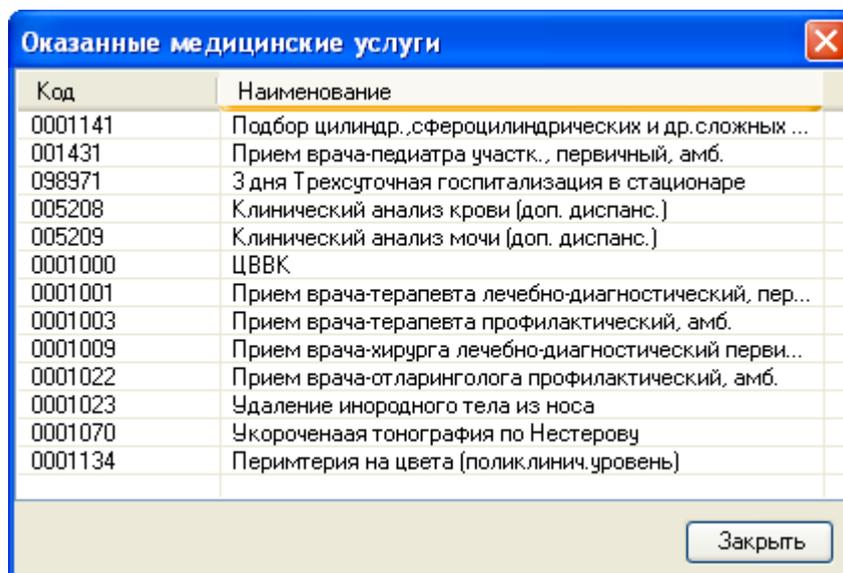 Оказанные медицинские услуги
Код Наименование
0001141 Подбор цилиндр.,сфероцилиндрических и др.сложных ...
001431 Прием врача-педиатра участк., первичный, амб.
098971 3 дня Трехсуточная госпитализация в стационаре
005208 Клинический анализ крови (доп. диспанс.)
005209 Клинический анализ мочи (доп. диспанс.)
0001000 ЦВВК
0001001 Прием врача-терапевта лечебно-диагностический, пер...
0001003 Прием врача-терапевта профилактический, амб.
0001009 Прием врача-хирурга лечебно-диагностический перви...
0001022 Прием врача-отларинголога профилактический, амб.
0001023 Удаление инородного тела из носа
0001070 Укороченаая тонография по Нестерову
0001134 Перимтерия на цвета (поликлинич.уровень)
Закрыть